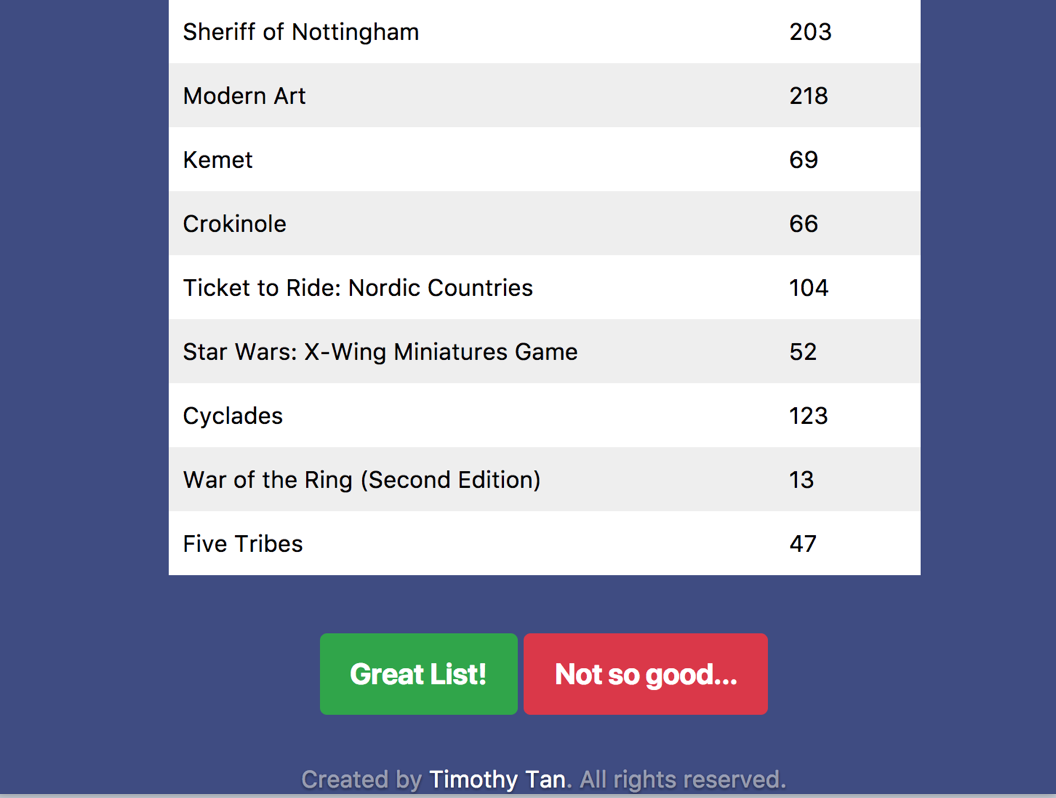 Sheriff of Nottingham 203
Modern Art 218
Kemet 69
Crokinole 66
Ticket to Ride: Nordic Countries 104
Star Wars: X-Wing Miniatures Game 52
Cyclades 123
War of the Ring (Second Edition) 13
Five Tribes 47
Great List! Not so good...
Created by Timothy Tan. All rights reserved.